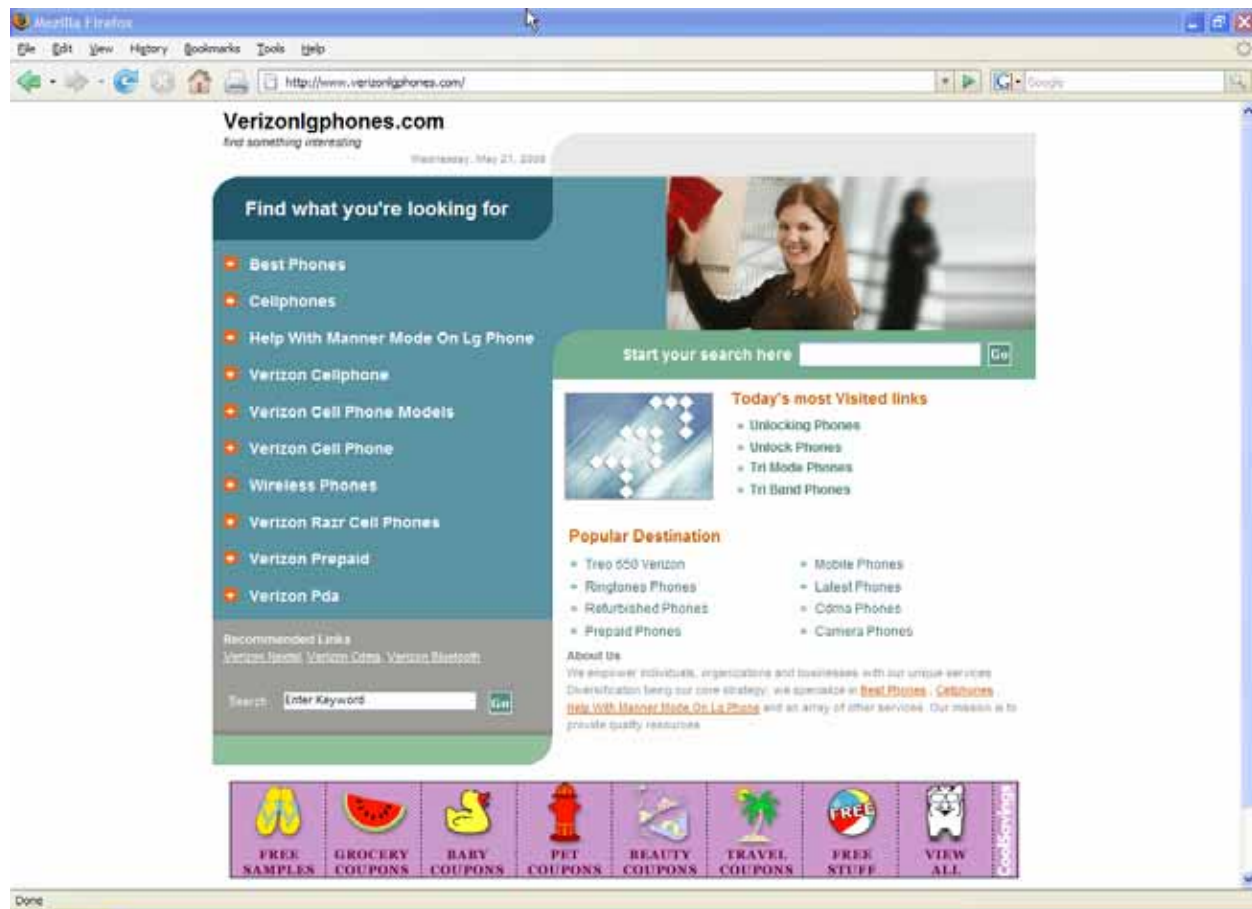 Mozilla Firefox
File Edit View History Bookmarks Tools Help
http://www.verizonlgphones.com/
Google
Verizonlgphones.com
find something interesting
Wednesday, May 21, 2008
Find what you're looking for
Best Phones
Cellphones
Help With Manner Mode On Lg Phone
Verizon Cellphone
Verizon Cell Phone Models
Verizon Cell Phone
Wireless Phones
Verizon Razr Cell Phones
Verizon Prepaid
Verizon Pda
Recommended Links
Verizon Nextel, Verizon Cdma, Verizon Bluetooth
Search Enter Keyword Go
Start your search here Go
Today's most Visited links
Unlocking Phones
Unlock Phones
Tri Mode Phones
Tri Band Phones
Popular Destination
Treo 650 Verizon
Ringtones Phones
Refurbished Phones
Prepaid Phones
Mobile Phones
Latest Phones
Cdma Phones
Camera Phones
About Us
We empower individuals, organizations and businesses with our unique services.
Diversification being our core strategy, we specialize in Best Phones , Cellphones ,
Help With Manner Mode On Lg Phone and an array of other services. Our mission is to
provide quality resources.
FREE SAMPLES
GROCERY COUPONS
BABY COUPONS
PET COUPONS
BEAUTY COUPONS
TRAVEL COUPONS
FREE
FREE STUFF
VIEW ALL
CoolSavings
Done